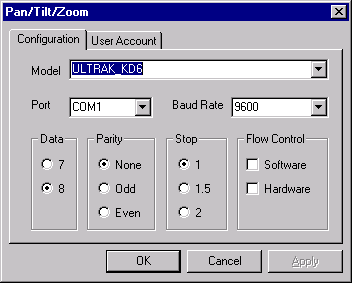 Pan/Tilt/Zoom
Configuration User Account
Model ULTRAK_KD6
Port COM1 Baud Rate 9600
Data Parity Stop Flow Control
7 None 1 Software
8 Odd 1.5 Hardware
Even 2
OK Cancel Apply